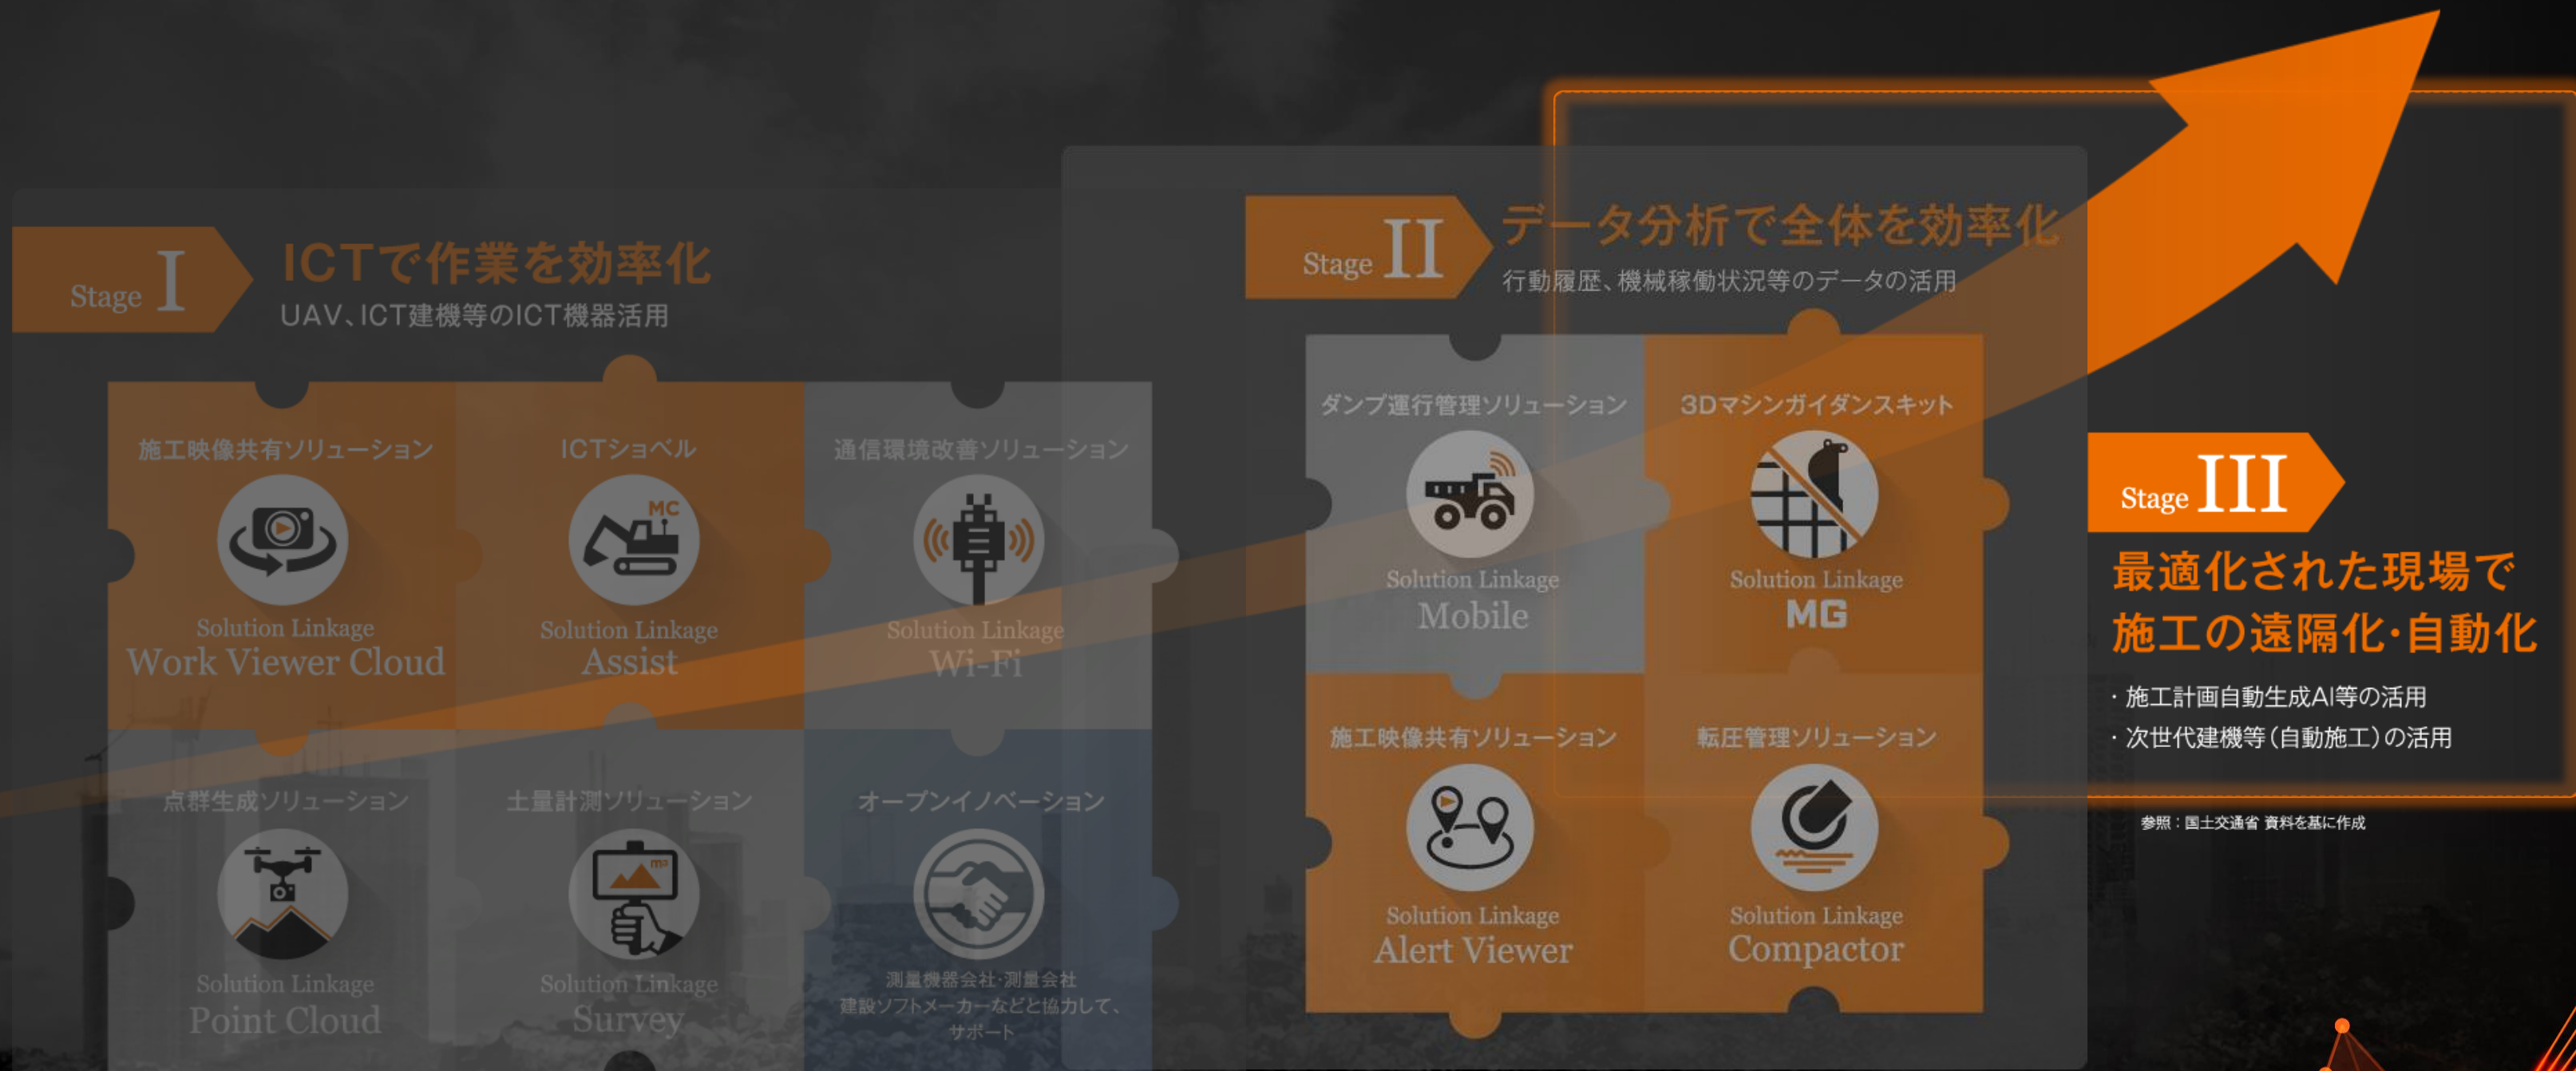 Stage I
ICTで作業を効率化
UAV、ICT建機等のICT機器活用
施工映像共有ソリューション
Solution Linkage
Work Viewer Cloud
ICTショベル
MC
Solution Linkage
Assist
通信環境改善ソリューション
Solution Linkage
Wi-Fi
点群生成ソリューション
Solution Linkage
Point Cloud
土量計測ソリューション
m³
Solution Linkage
Survey
オープンイノベーション
測量機器会社・測量会社
建設ソフトメーカーなどと協力して、
サポート
Stage II
データ分析で全体を効率化
行動履歴、機械稼働状況等のデータの活用
ダンプ運行管理ソリューション
Solution Linkage
Mobile
3Dマシンガイダンスキット
Solution Linkage
MG
施工映像共有ソリューション
Solution Linkage
Alert Viewer
転圧管理ソリューション
Solution Linkage
Compactor
Stage III
最適化された現場で
施工の遠隔化・自動化
・施工計画自動生成AI等の活用
・次世代建機等（自動施工）の活用
参照：国土交通省 資料を基に作成